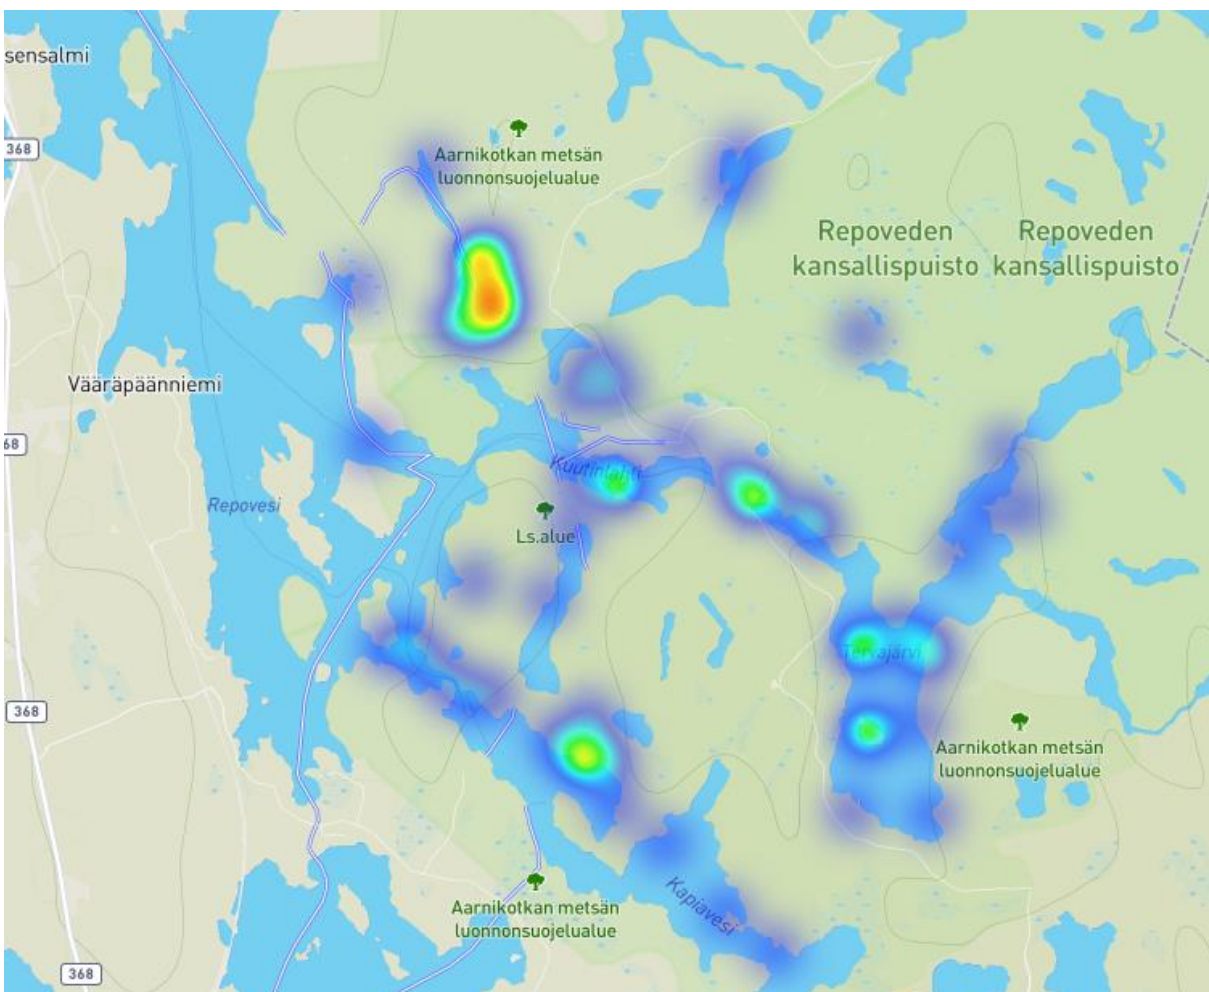 sensalmi
368
Aarnikotkan metsän
luonnonsuojelualue
Repoveden
kansallispuisto
Repoveden
kansallispuisto
Vääräpäänniemi
68
Kuutinlahti
Repovesi
Ls.alue
Tervajärvi
368
Aarnikotkan metsän
luonnonsuojelualue
Kapiavesi
Aarnikotkan metsän
luonnonsuojelualue
368